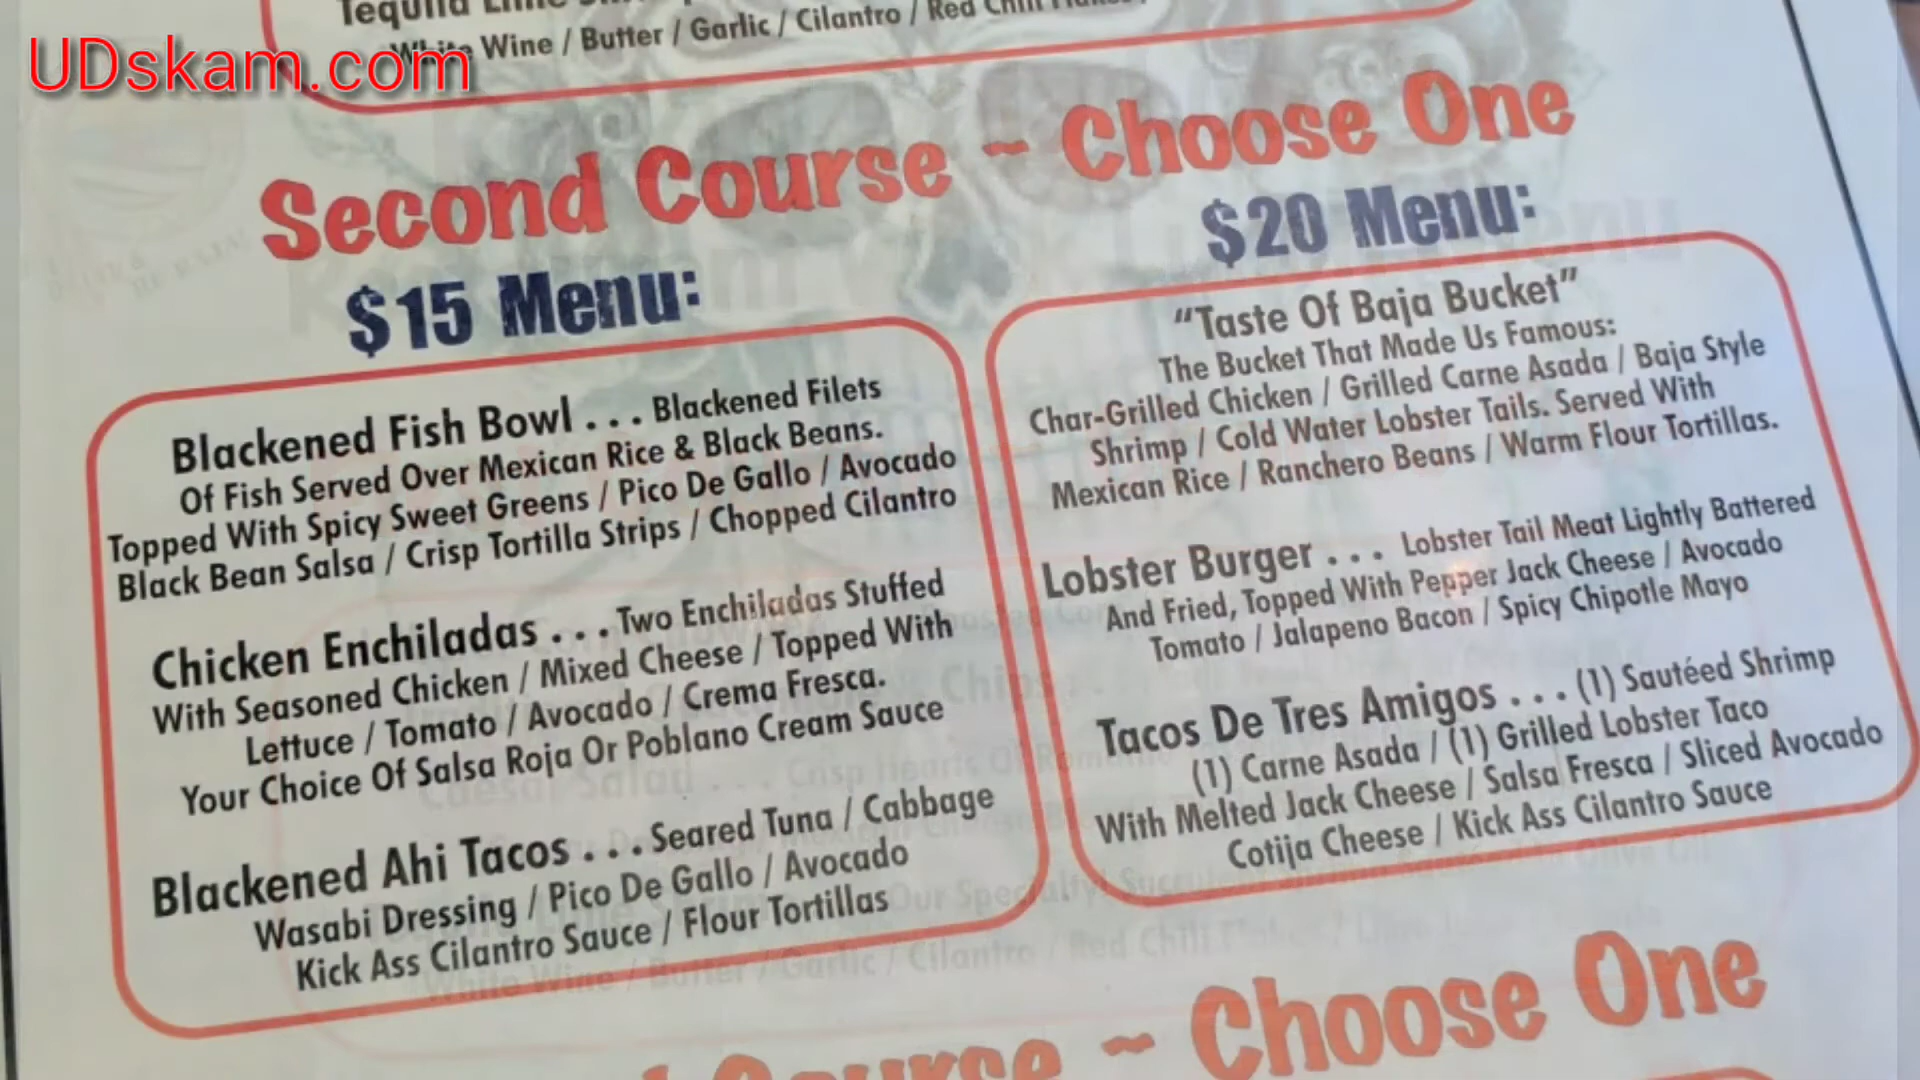 Tequila Lime
White Wine / Butter / Garlic / Cilantro / Red Chili
UDskam.com
Second Course ~ Choose One
$15 Menu:
Blackened Fish Bowl . . . Blackened Filets
Of Fish Served Over Mexican Rice & Black Beans.
Topped With Spicy Sweet Greens / Pico De Gallo / Avocado
Black Bean Salsa / Crisp Tortilla Strips / Chopped Cilantro
Chicken Enchiladas . . . Two Enchiladas Stuffed
With Seasoned Chicken / Mixed Cheese / Topped With
Lettuce / Tomato / Avocado / Crema Fresca.
Your Choice Of Salsa Roja Or Poblano Cream Sauce
Blackened Ahi Tacos . . . Seared Tuna / Cabbage
Wasabi Dressing / Pico De Gallo / Avocado
Kick Ass Cilantro Sauce / Flour Tortillas
$20 Menu:
“Taste Of Baja Bucket”
The Bucket That Made Us Famous:
Char-Grilled Chicken / Grilled Carne Asada / Baja Style
Shrimp / Cold Water Lobster Tails. Served With
Mexican Rice / Ranchero Beans / Warm Flour Tortillas.
Lobster Burger . . . Lobster Tail Meat Lightly Battered
And Fried, Topped With Pepper Jack Cheese / Avocado
Tomato / Jalapeno Bacon / Spicy Chipotle Mayo
Tacos De Tres Amigos . . . (1) Sautéed Shrimp
(1) Carne Asada / (1) Grilled Lobster Taco
With Melted Jack Cheese / Salsa Fresca / Sliced Avocado
Cotija Cheese / Kick Ass Cilantro Sauce
Course ~ Choose One